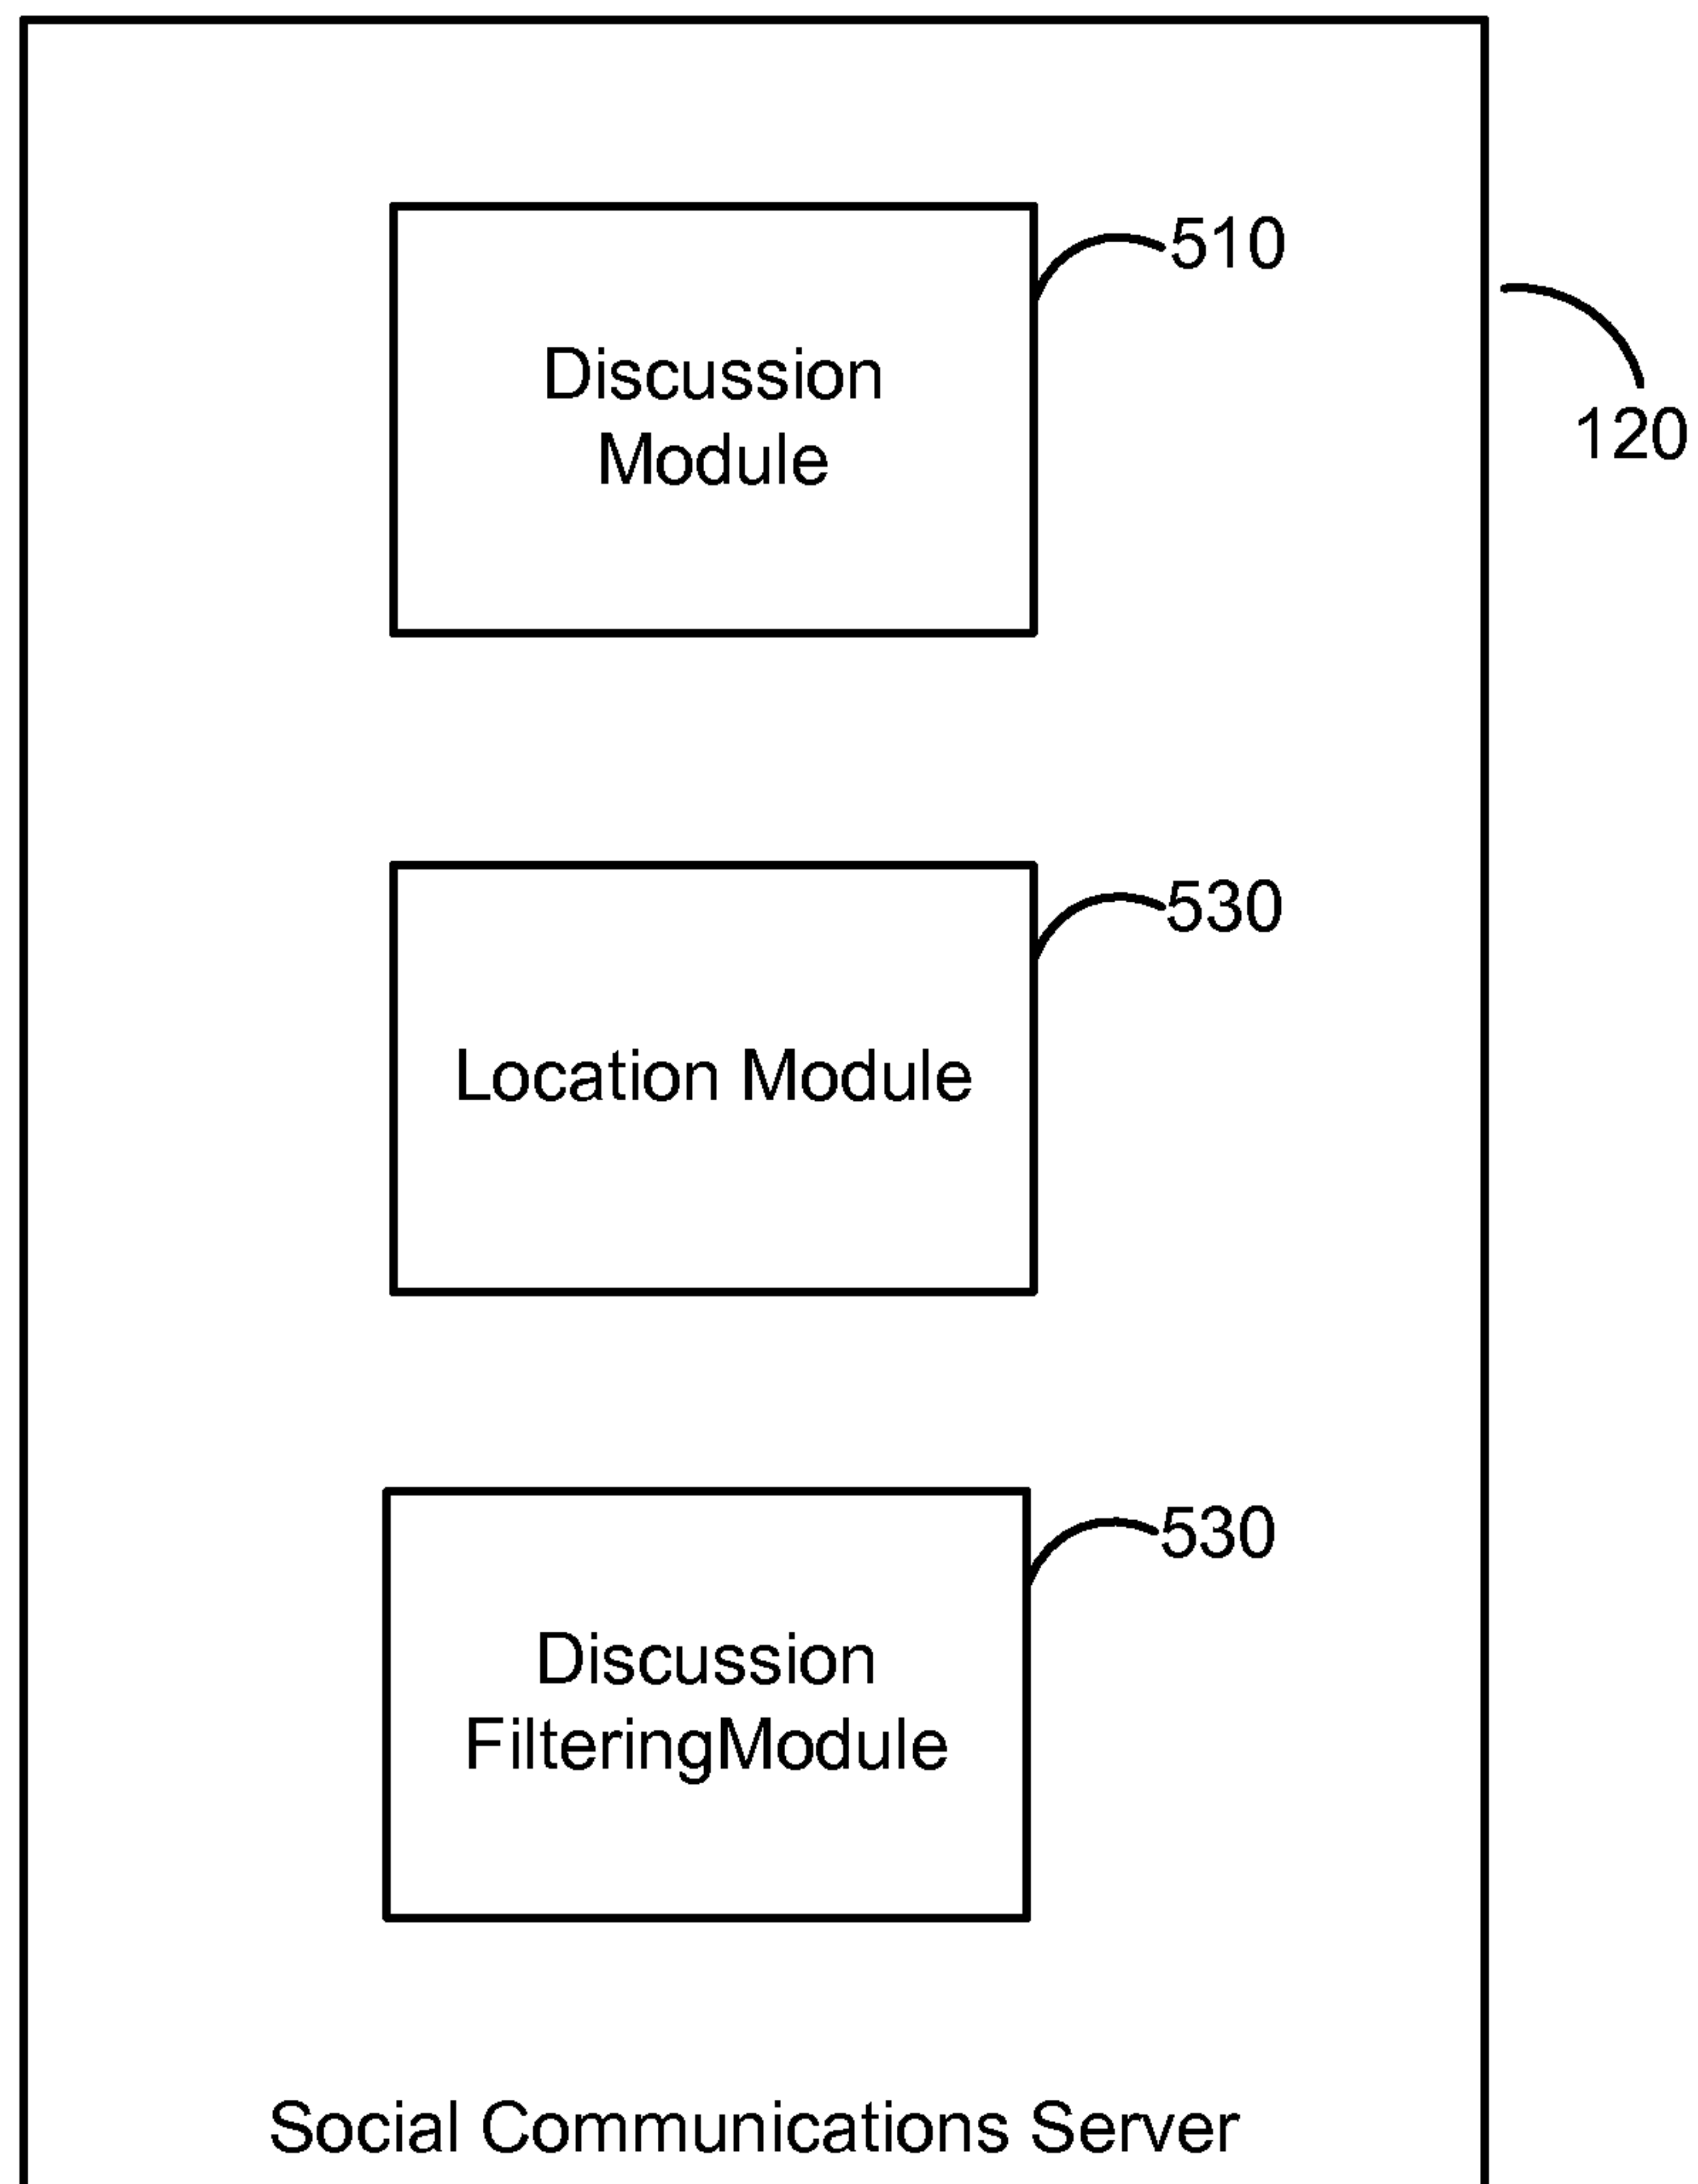 510
120
Discussion
Module
530
Location Module
530
Discussion
FilteringModule
Social Communications Server